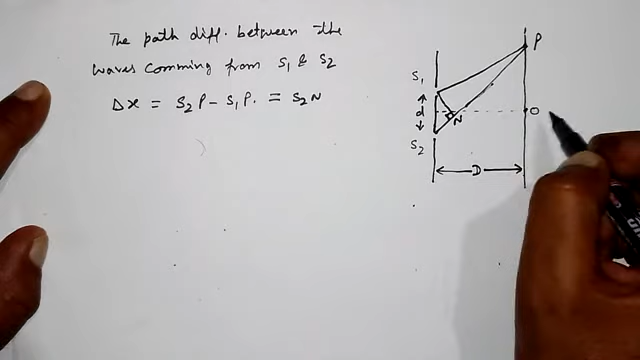 The path diff. between the
waves comming from S1 & S2
Δx = S2P - S1P. = S2N
P
S1
d
N
O
S2
D